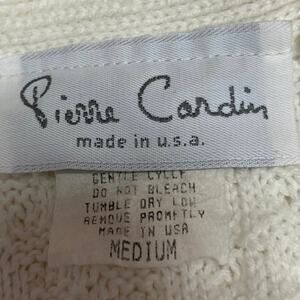 Pierre Cardin
made in u.s.a.
GENTLE CYCLE
DO NOT BLEACH
TUMBLE DRY LOW
REMOVE PROMPTLY
MADE IN USA
MEDIUM